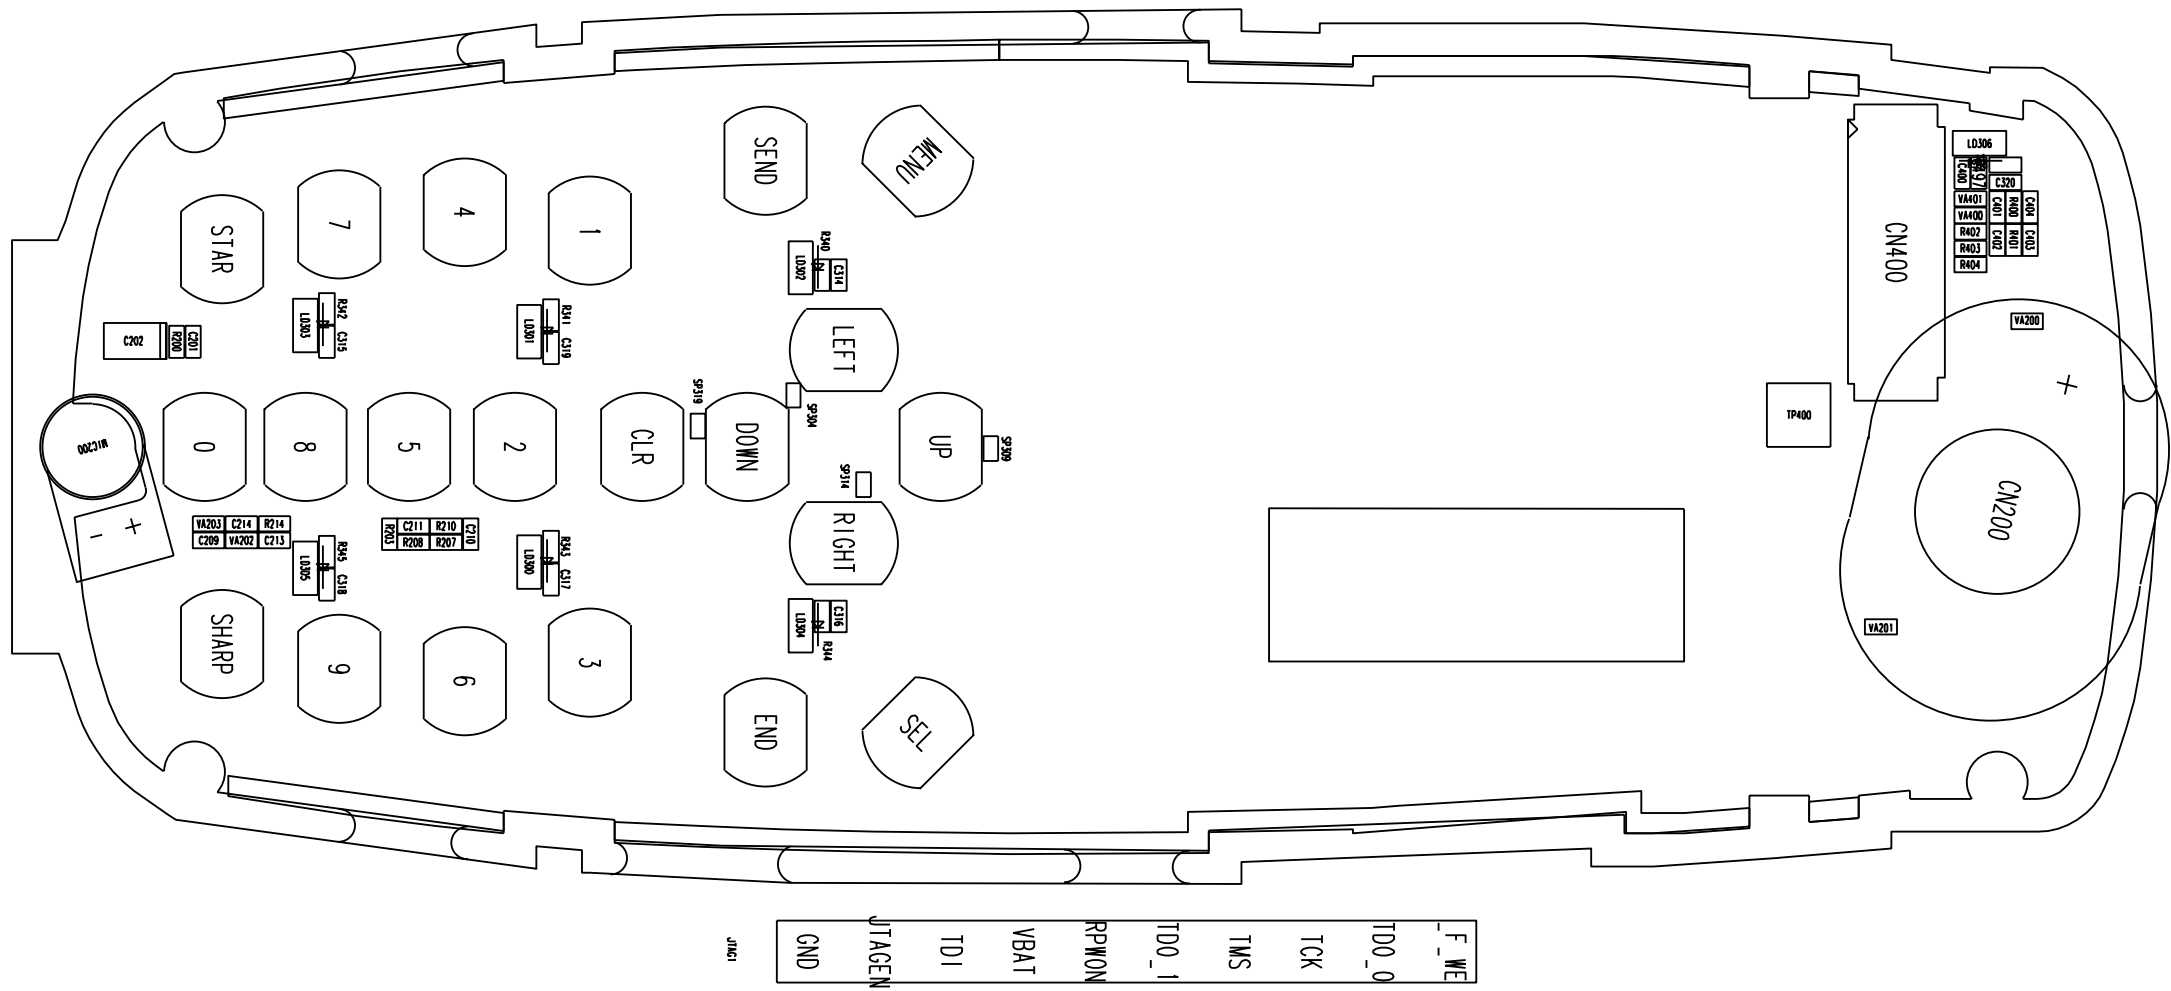 SEND
MENU
1
4
7
STAR
R340
LD302
C314
LD306
C400
C320
VA401
VA400
R402
R403
R404
C401
R400
C404
C402
R401
C403
CN400
R342
LD303
C315
R341
LD301
C319
C202
R200
C201
VA200
+
LEFT
SP319
SP304
TP400
MIC200
0
8
5
2
CLR
DOWN
UP
SP309
SP314
CN200
RIGHT
+
-
VA203
C214
R214
C209
VA202
C213
R203
C211
R210
C210
R208
R207
R345
LD305
C318
R343
LD300
C317
LD304
C316
R344
VA201
SHARP
9
6
3
END
SEL
JTAG1
GND
JTAGEN
TDI
VBAT
RPWON
TDO_1
TMS
TCK
TDO_0
_F_WE